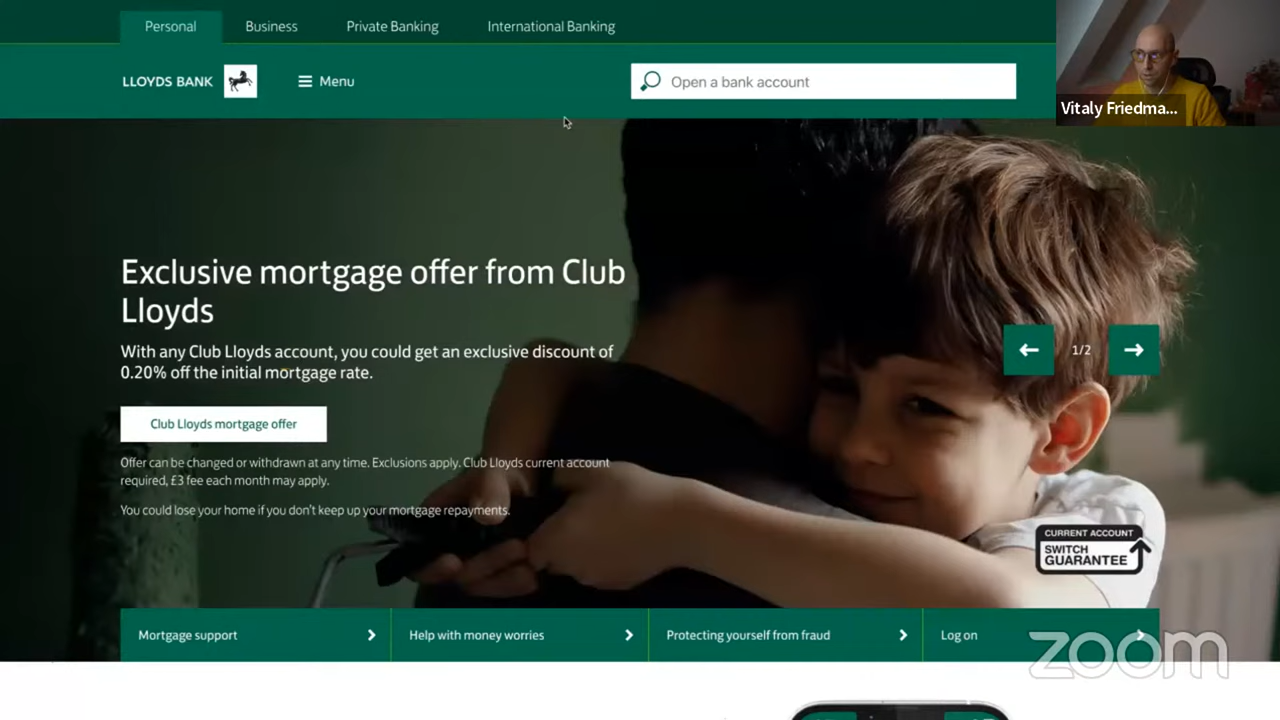 Personal
Business
Private Banking
International Banking
LLOYDS BANK
Menu
Open a bank account
Vitaly Friedma...
Exclusive mortgage offer from Club
Lloyds
With any Club Lloyds account, you could get an exclusive discount of
0.20% off the initial mortgage rate.
1/2
Club Lloyds mortgage offer
Offer can be changed or withdrawn at any time. Exclusions apply. Club Lloyds current account
required, £3 fee each month may apply.
You could lose your home if you don't keep up your mortgage repayments.
CURRENT ACCOUNT
SWITCH
GUARANTEE
Mortgage support
Help with money worries
Protecting yourself from fraud
Log on
zoom